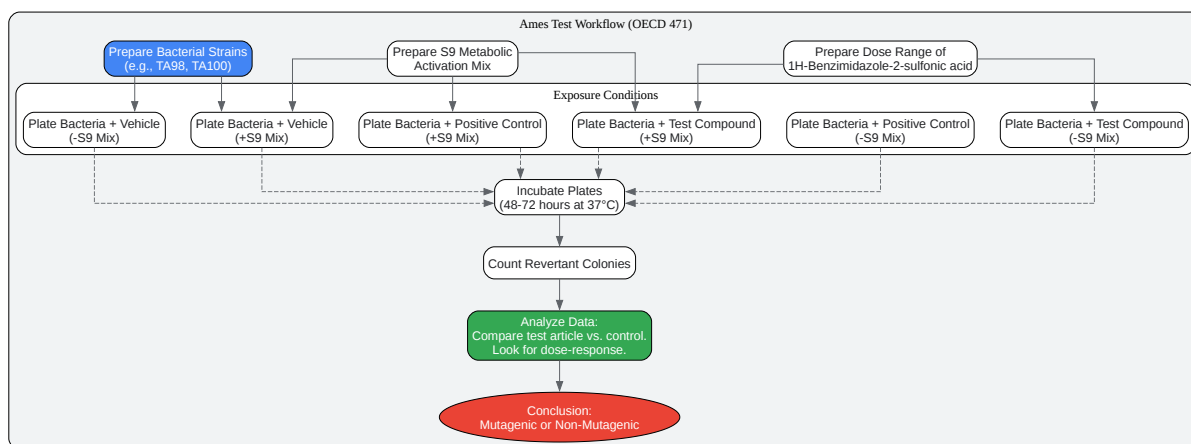 Ames Test Workflow (OECD 471)
Prepare Bacterial Strains
(e.g., TA98, TA100)
Prepare S9 Metabolic
Activation Mix
Prepare Dose Range of
1H-Benzimidazole-2-sulfonic acid
Exposure Conditions
Plate Bacteria + Vehicle
(-S9 Mix)
Plate Bacteria + Vehicle
(+S9 Mix)
Plate Bacteria + Positive Control
(+S9 Mix)
Plate Bacteria + Test Compound
(+S9 Mix)
Plate Bacteria + Positive Control
(-S9 Mix)
Plate Bacteria + Test Compound
(-S9 Mix)
Incubate Plates
(48-72 hours at 37°C)
Count Revertant Colonies
Analyze Data:
Compare test article vs. control.
Look for dose-response.
Conclusion:
Mutagenic or Non-Mutagenic